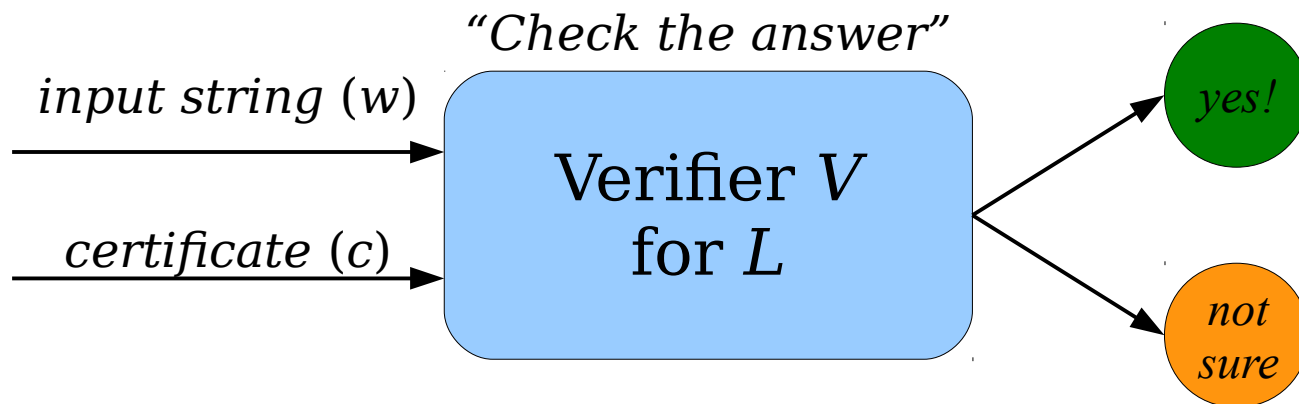 “Check the answer”
input string (w)
certificate (c)
Verifier V
for L
yes!
not
sure